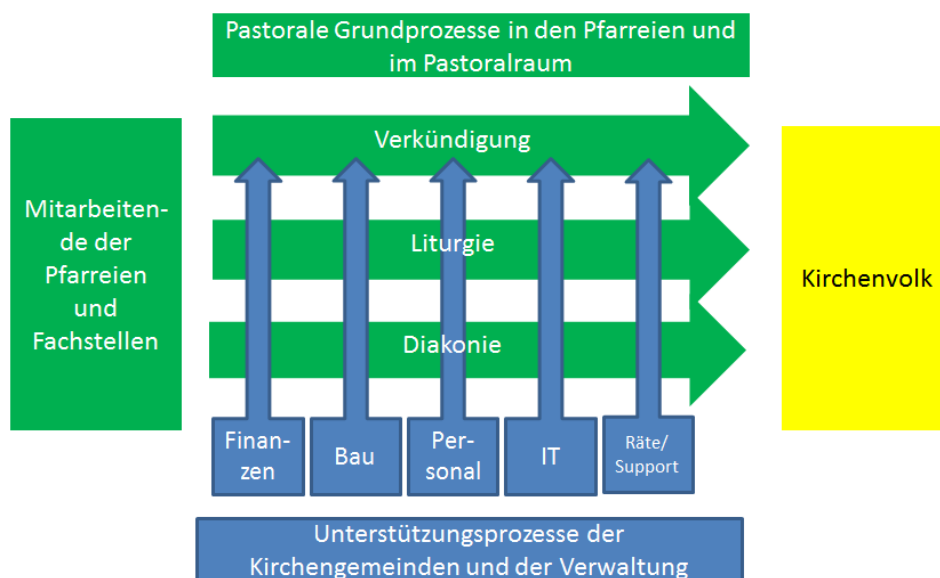 Pastorale Grundprozesse in den Pfarreien und
im Pastoralraum
Mitarbeiten-
de der
Pfarreien
und
Fachstellen
Verkündigung
Liturgie
Diakonie
Kirchenvolk
Finan-
zen
Bau
Per-
sonal
IT
Räte/
Support
Unterstützungsprozesse der
Kirchengemeinden und der Verwaltung